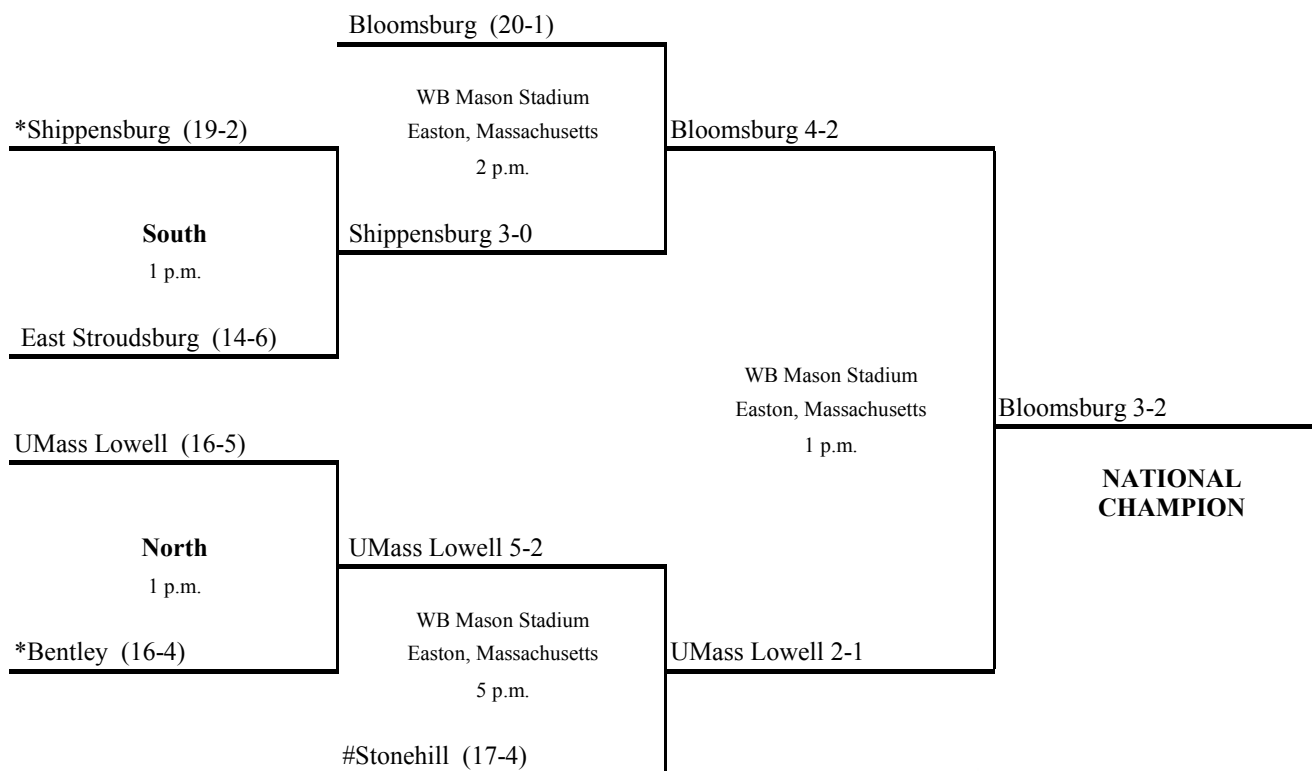 Bloomsburg (20-1)
WB Mason Stadium
Easton, Massachusetts
2 p.m.
*Shippensburg (19-2)
Bloomsburg 4-2
South
1 p.m.
Shippensburg 3-0
East Stroudsburg (14-6)
WB Mason Stadium
Easton, Massachusetts
1 p.m.
Bloomsburg 3-2
NATIONAL
CHAMPION
UMass Lowell (16-5)
North
1 p.m.
UMass Lowell 5-2
*Bentley (16-4)
WB Mason Stadium
Easton, Massachusetts
5 p.m.
UMass Lowell 2-1
#Stonehill (17-4)